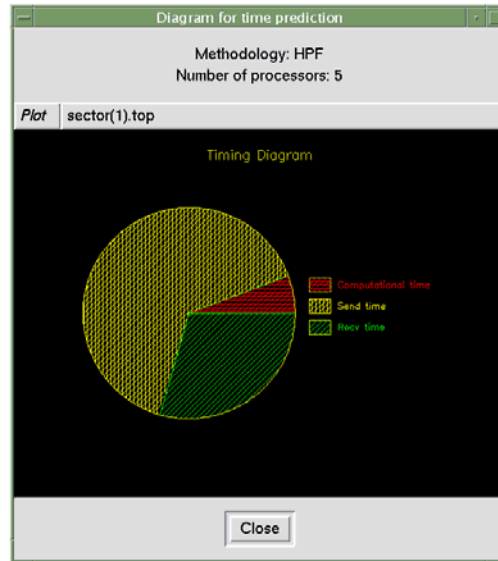 Diagram for time prediction
Methodology: HPF
Number of processors: 5
Plot sector(1).top
Timing Diagram
Computational time
Send time
Recv time
Close